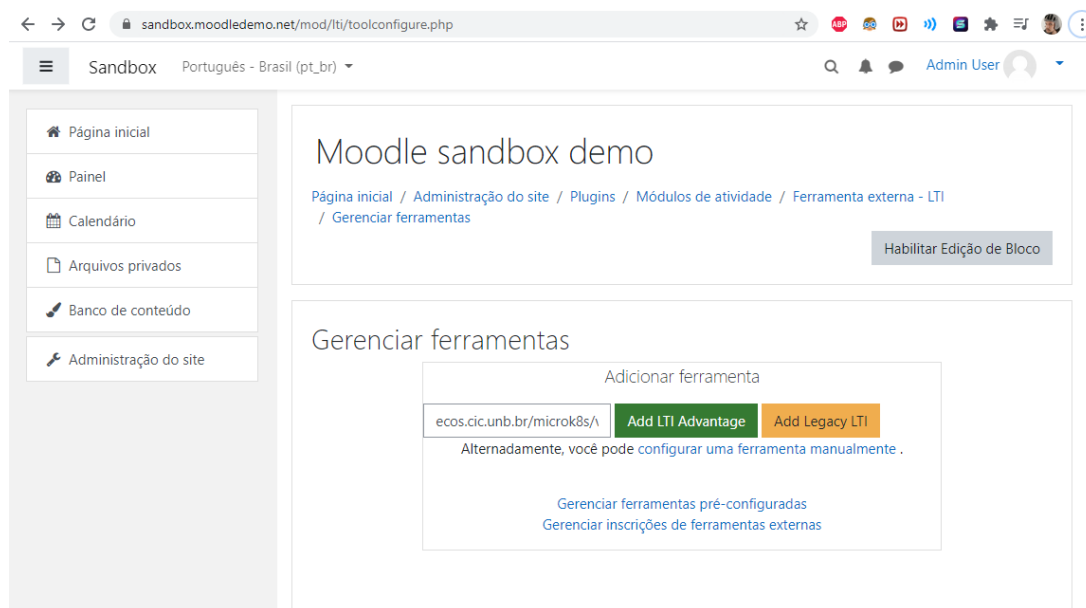 sandbox.moodledemo.net/mod/lti/toolconfigure.php
ABP
Sandbox Português - Brasil (pt_br)
Admin User
Página inicial
Painel
Calendário
Arquivos privados
Banco de conteúdo
Administração do site
Moodle sandbox demo
Página inicial / Administração do site / Plugins / Módulos de atividade / Ferramenta externa - LTI
/ Gerenciar ferramentas
Habilitar Edição de Bloco
Gerenciar ferramentas
Adicionar ferramenta
ecos.cic.unb.br/microk8s/ Add LTI Advantage Add Legacy LTI
Alternadamente, você pode configurar uma ferramenta manualmente .
Gerenciar ferramentas pré-configuradas
Gerenciar inscrições de ferramentas externas